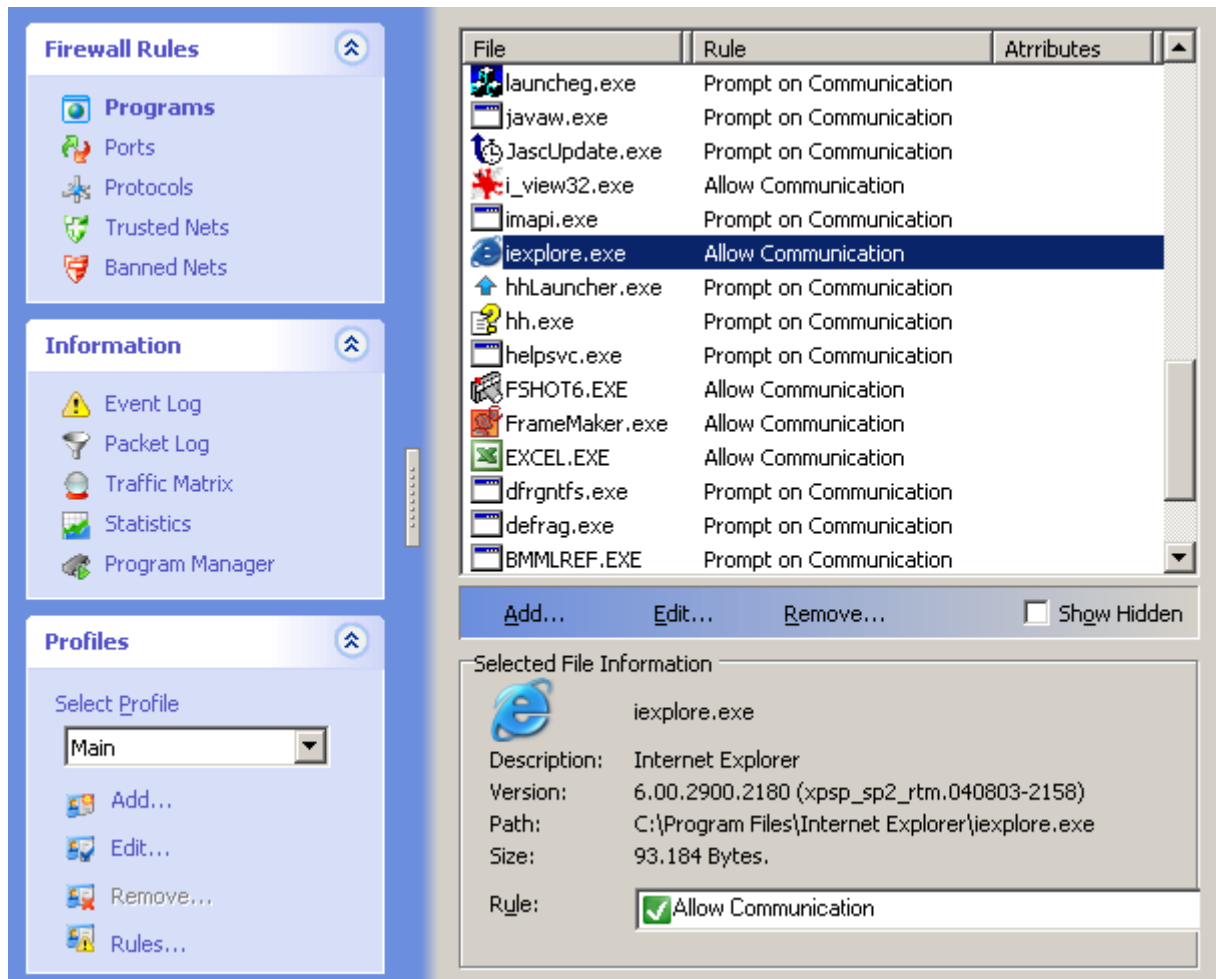 Firewall Rules
Programs
Ports
Protocols
Trusted Nets
Banned Nets
Information
Event Log
Packet Log
Traffic Matrix
Statistics
Program Manager
Profiles
Select Profile
Main
Add...
Edit...
Remove...
Rules...
File Rule Atrributes
launcheg.exe Prompt on Communication
javaw.exe Prompt on Communication
JascUpdate.exe Prompt on Communication
i_view32.exe Allow Communication
imapi.exe Prompt on Communication
iexplore.exe Allow Communication
hhLauncher.exe Prompt on Communication
hh.exe Prompt on Communication
helpsvc.exe Prompt on Communication
FSHOT6.EXE Allow Communication
FrameMaker.exe Allow Communication
EXCEL.EXE Allow Communication
dfrgntfs.exe Prompt on Communication
defrag.exe Prompt on Communication
BMMLREF.EXE Prompt on Communication
Add... Edit... Remove... Show Hidden
Selected File Information
iexplore.exe
Description: Internet Explorer
Version: 6.00.2900.2180 (xpsp_sp2_rtm.040803-2158)
Path: C:\Program Files\Internet Explorer\iexplore.exe
Size: 93.184 Bytes.
Rule: Allow Communication